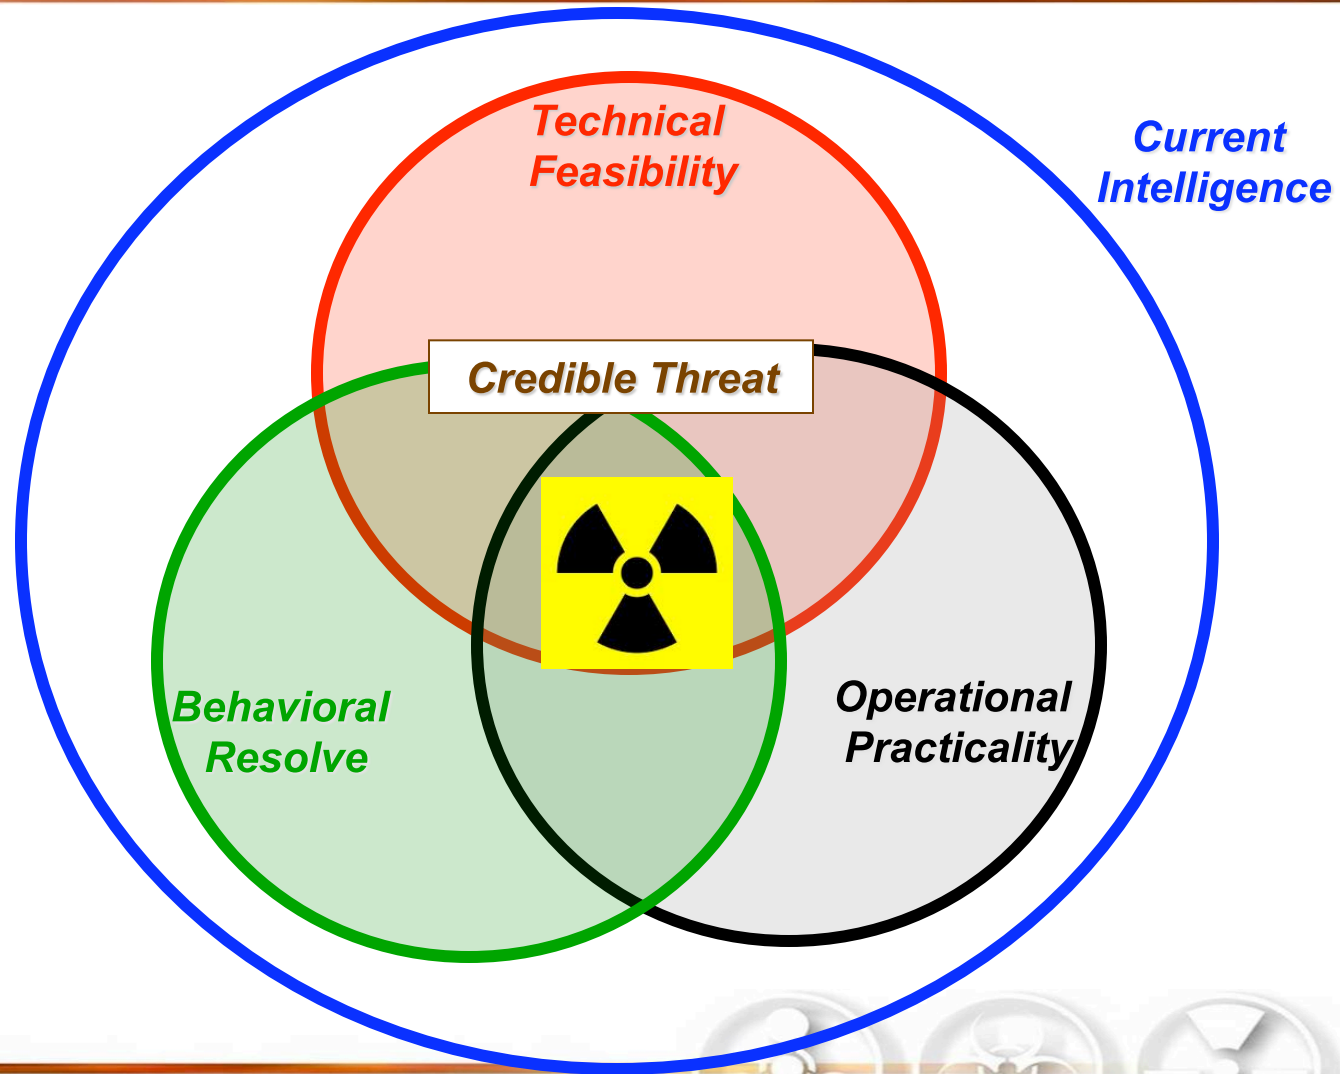 Technical
Feasibility
Current
Intelligence
Credible Threat
Behavioral
Resolve
Operational
Practicality